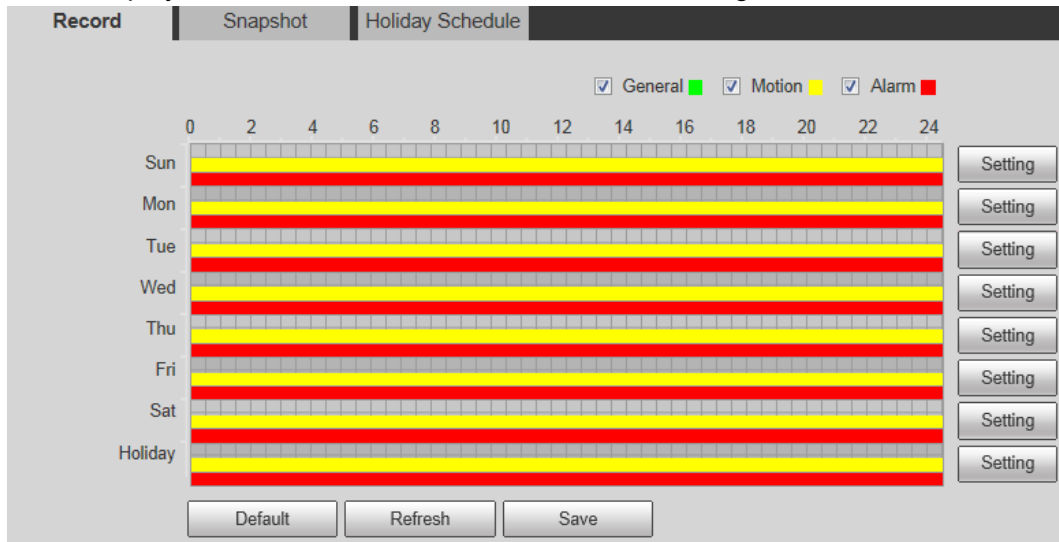 Record Snapshot Holiday Schedule
General Motion Alarm
0 2 4 6 8 10 12 14 16 18 20 22 24
Sun Setting
Mon Setting
Tue Setting
Wed Setting
Thu Setting
Fri Setting
Sat Setting
Holiday Setting
Default Refresh Save